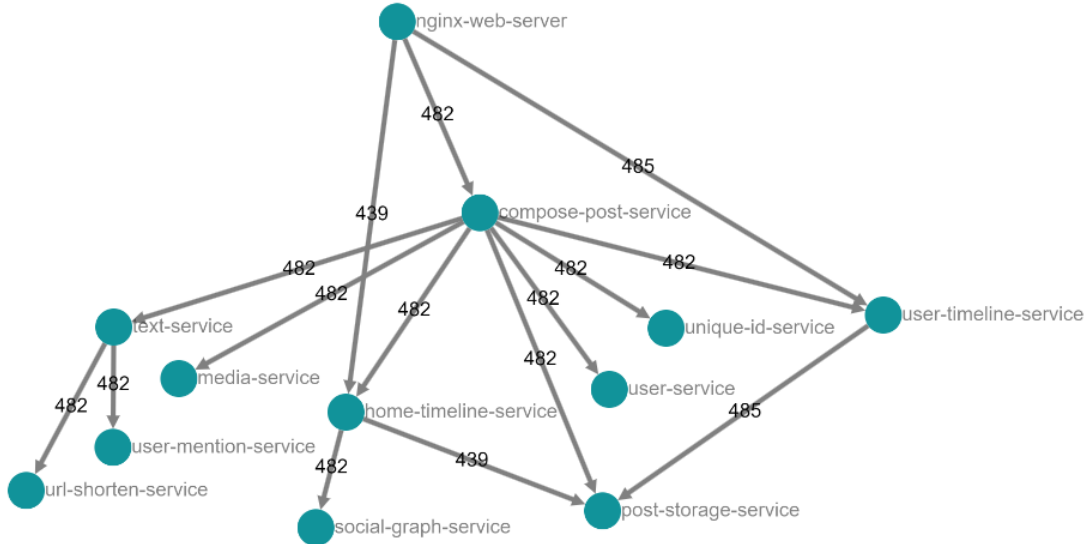 nginx-web-server
482
485
439
compose-post-service
482
482
482
482
482
482
482
text-service
unique-id-service
user-timeline-service
media-service
482
482
user-service
home-timeline-service
485
user-mention-service
482
439
url-shorten-service
social-graph-service
post-storage-service